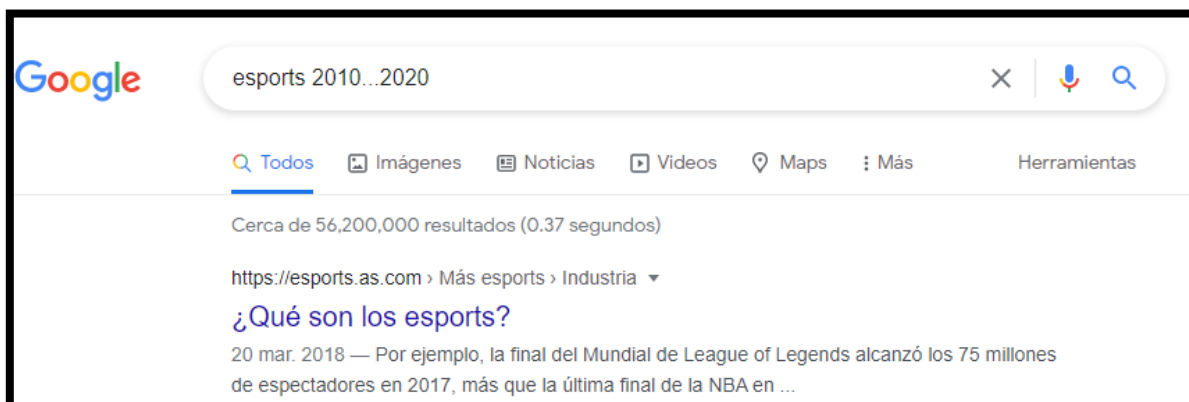 Google
esports 2010...2020
Todos Imágenes Noticias Videos Maps Más Herramientas
Cerca de 56,200,000 resultados (0.37 segundos)
https://esports.as.com › Más esports › Industria
¿Qué son los esports?
20 mar. 2018 — Por ejemplo, la final del Mundial de League of Legends alcanzó los 75 millones
de espectadores en 2017, más que la última final de la NBA en ...